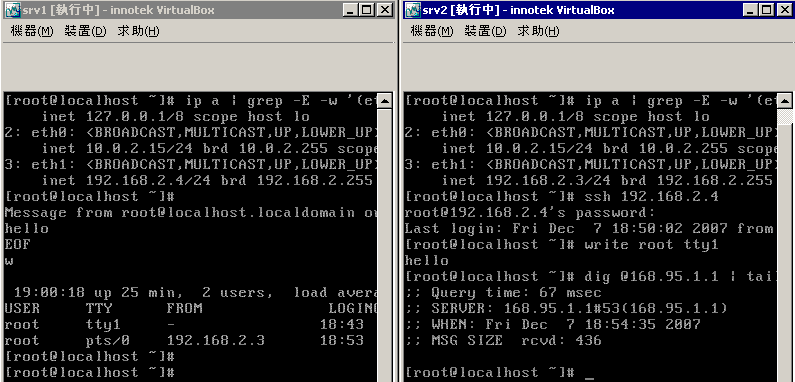 srv1 [執行中] - innotek VirtualBox
機器(M) 裝置(D) 求助(H)
[root@localhost ~]# ip a | grep -E -w '(et
inet 127.0.0.1/8 scope host lo
2: eth0: <BROADCAST,MULTICAST,UP,LOWER_UP>
inet 10.0.2.15/24 brd 10.0.2.255 scope
3: eth1: <BROADCAST,MULTICAST,UP,LOWER_UP>
inet 192.168.2.4/24 brd 192.168.2.255
[root@localhost ~]#
Message from root@localhost.localdomain on
hello
EOF
w
19:00:18 up 25 min, 2 users, load avera
USER TTY FROM LOGIN@
root tty1 - 18:43
root pts/0 192.168.2.3 18:53
[root@localhost ~]#
[root@localhost ~]#
srv2 [執行中] - innotek VirtualBox
機器(M) 裝置(D) 求助(H)
[root@localhost ~]# ip a | grep -E -w '(et
inet 127.0.0.1/8 scope host lo
2: eth0: <BROADCAST,MULTICAST,UP,LOWER_UP>
inet 10.0.2.15/24 brd 10.0.2.255 scope
3: eth1: <BROADCAST,MULTICAST,UP,LOWER_UP>
inet 192.168.2.3/24 brd 192.168.2.255
[root@localhost ~]# ssh 192.168.2.4
root@192.168.2.4's password:
Last login: Fri Dec 7 18:50:02 2007 from
[root@localhost ~]# write root tty1
hello
[root@localhost ~]# dig @168.95.1.1 | tail
;; Query time: 67 msec
;; SERVER: 168.95.1.1#53(168.95.1.1)
;; WHEN: Fri Dec 7 18:54:35 2007
;; MSG SIZE rcvd: 436
[root@localhost ~]# _